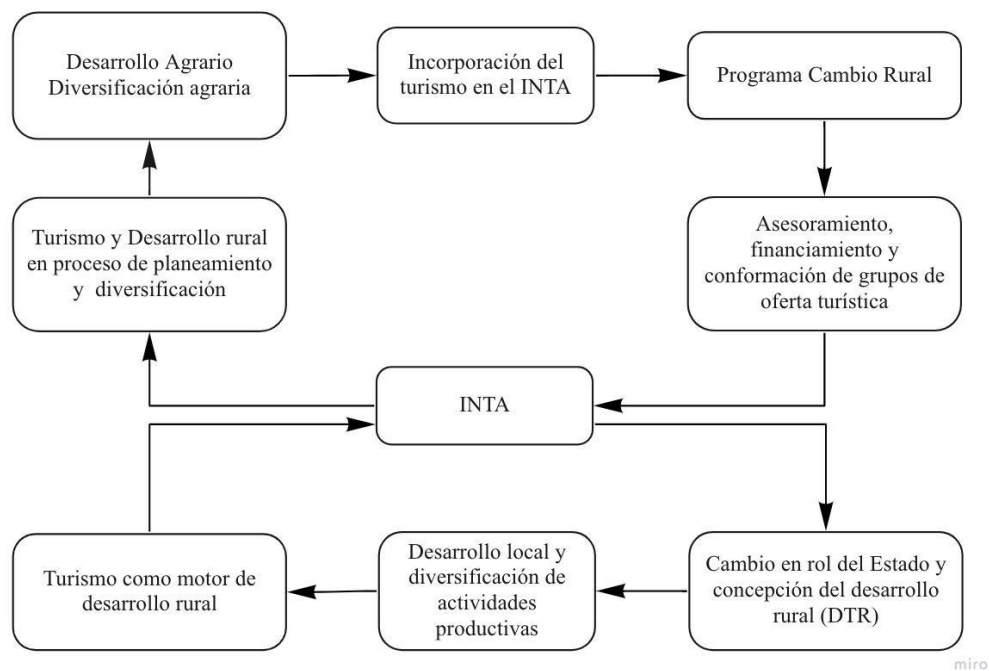 Desarrollo Agrario
Diversificación agraria
Incorporación del
turismo en el INTA
Programa Cambio Rural
Turismo y Desarrollo rural
en proceso de planeamiento
y diversificación
Asesoramiento,
financiamiento y
conformación de grupos de
oferta turística
INTA
Turismo como motor de
desarrollo rural
Desarrollo local y
diversificación de
actividades
productivas
Cambio en rol del Estado y
concepción del desarrollo
rural (DTR)
miro